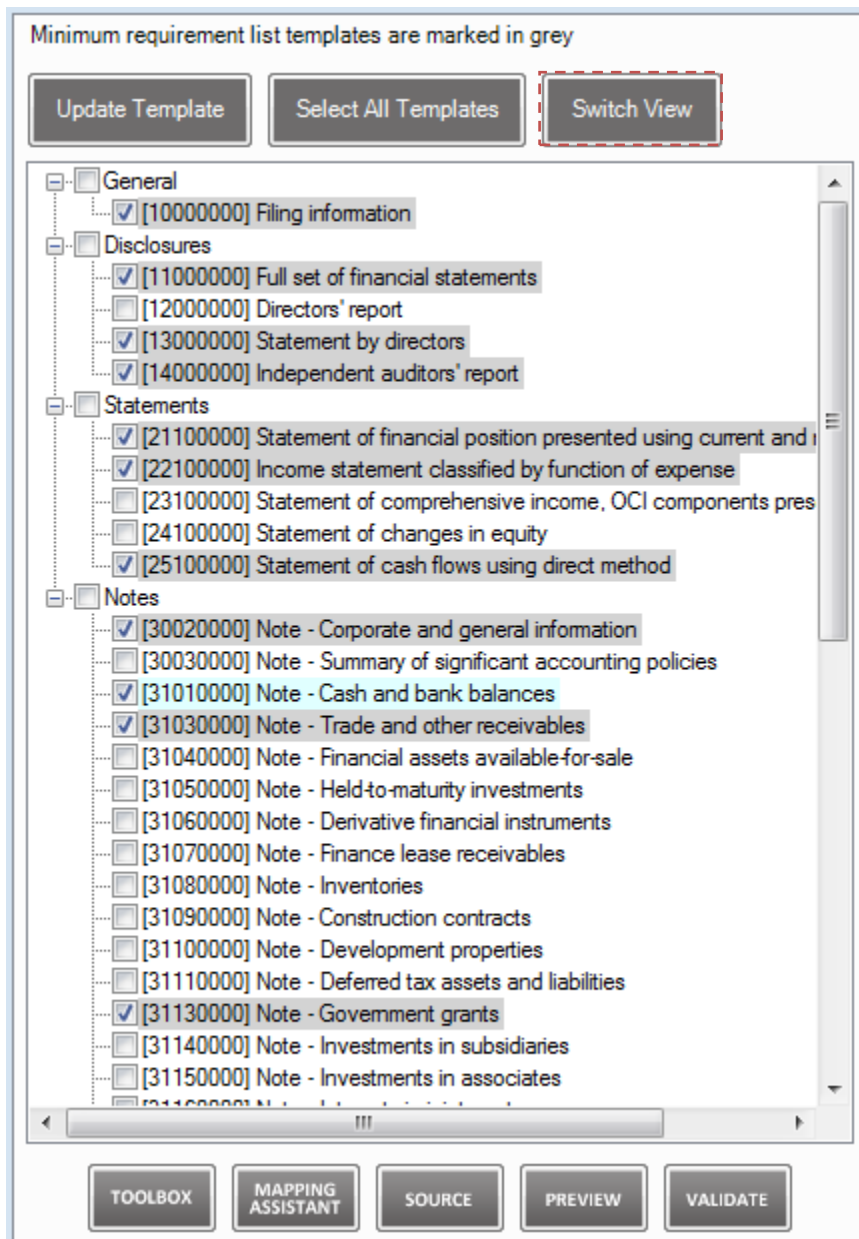 Minimum requirement list templates are marked in grey
Update Template
Select All Templates
Switch View
General
[10000000] Filing information
Disclosures
[11000000] Full set of financial statements
[12000000] Directors' report
[13000000] Statement by directors
[14000000] Independent auditors' report
Statements
[21100000] Statement of financial position presented using current and
[22100000] Income statement classified by function of expense
[23100000] Statement of comprehensive income, OCI components pres
[24100000] Statement of changes in equity
[25100000] Statement of cash flows using direct method
Notes
[30020000] Note - Corporate and general information
[30030000] Note - Summary of significant accounting policies
[31010000] Note - Cash and bank balances
[31030000] Note - Trade and other receivables
[31040000] Note - Financial assets available-for-sale
[31050000] Note - Held-to-maturity investments
[31060000] Note - Derivative financial instruments
[31070000] Note - Finance lease receivables
[31080000] Note - Inventories
[31090000] Note - Construction contracts
[31100000] Note - Development properties
[31110000] Note - Deferred tax assets and liabilities
[31130000] Note - Government grants
[31140000] Note - Investments in subsidiaries
[31150000] Note - Investments in associates
TOOLBOX
MAPPING
ASSISTANT
SOURCE
PREVIEW
VALIDATE